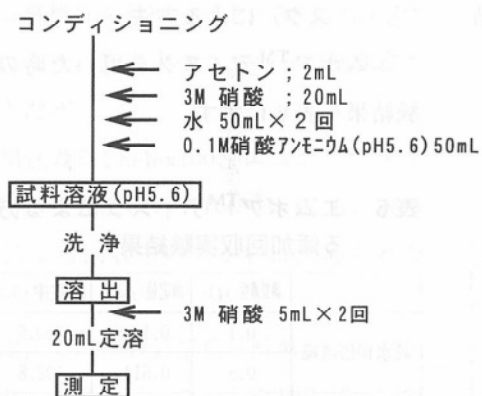 コンディショニング
アセトン ; 2mL
3M 硝酸 ; 20mL
水 50mL×2回
0.1M硝酸アンモニウム(pH5.6)50mL
試料溶液(pH5.6)
洗 浄
溶 出
3M 硝酸 5mL×2回
20mL定溶
測 定